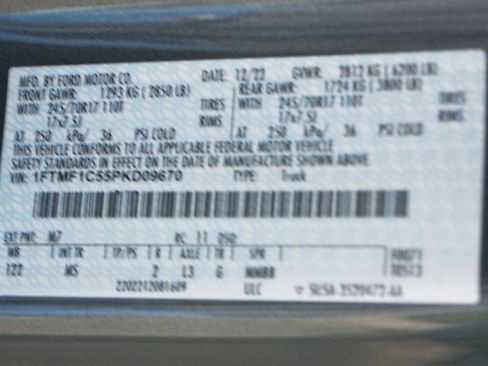 MFD. BY FORD MOTOR CO. DATE: 12/22 GVWR: 2812 KG (6200 LB)
FRONT GAWR: 1293 KG (2850 LB) REAR GAWR: 1724 KG (3800 LB)
WITH 245/70R17 110T TIRES WITH 245/70R17 110T TIRES
17x7.5J RIMS 17x7.5J RIMS
AT 250 kPa/ 36 PSI COLD AT 250 kPa/ 36 PSI COLD
THIS VEHICLE CONFORMS TO ALL APPLICABLE FEDERAL MOTOR VEHICLE
SAFETY STANDARDS IN EFFECT ON THE DATE OF MANUFACTURE SHOWN ABOVE.
VIN: 1FTMF1C55PKD09670 TYPE: Truck
EXT PNT: M7 RC: 11 DSO:
WB INT TR TP/PS R AXLE TR SPR
122 MS 2 L3 G
2202212081609 ULC